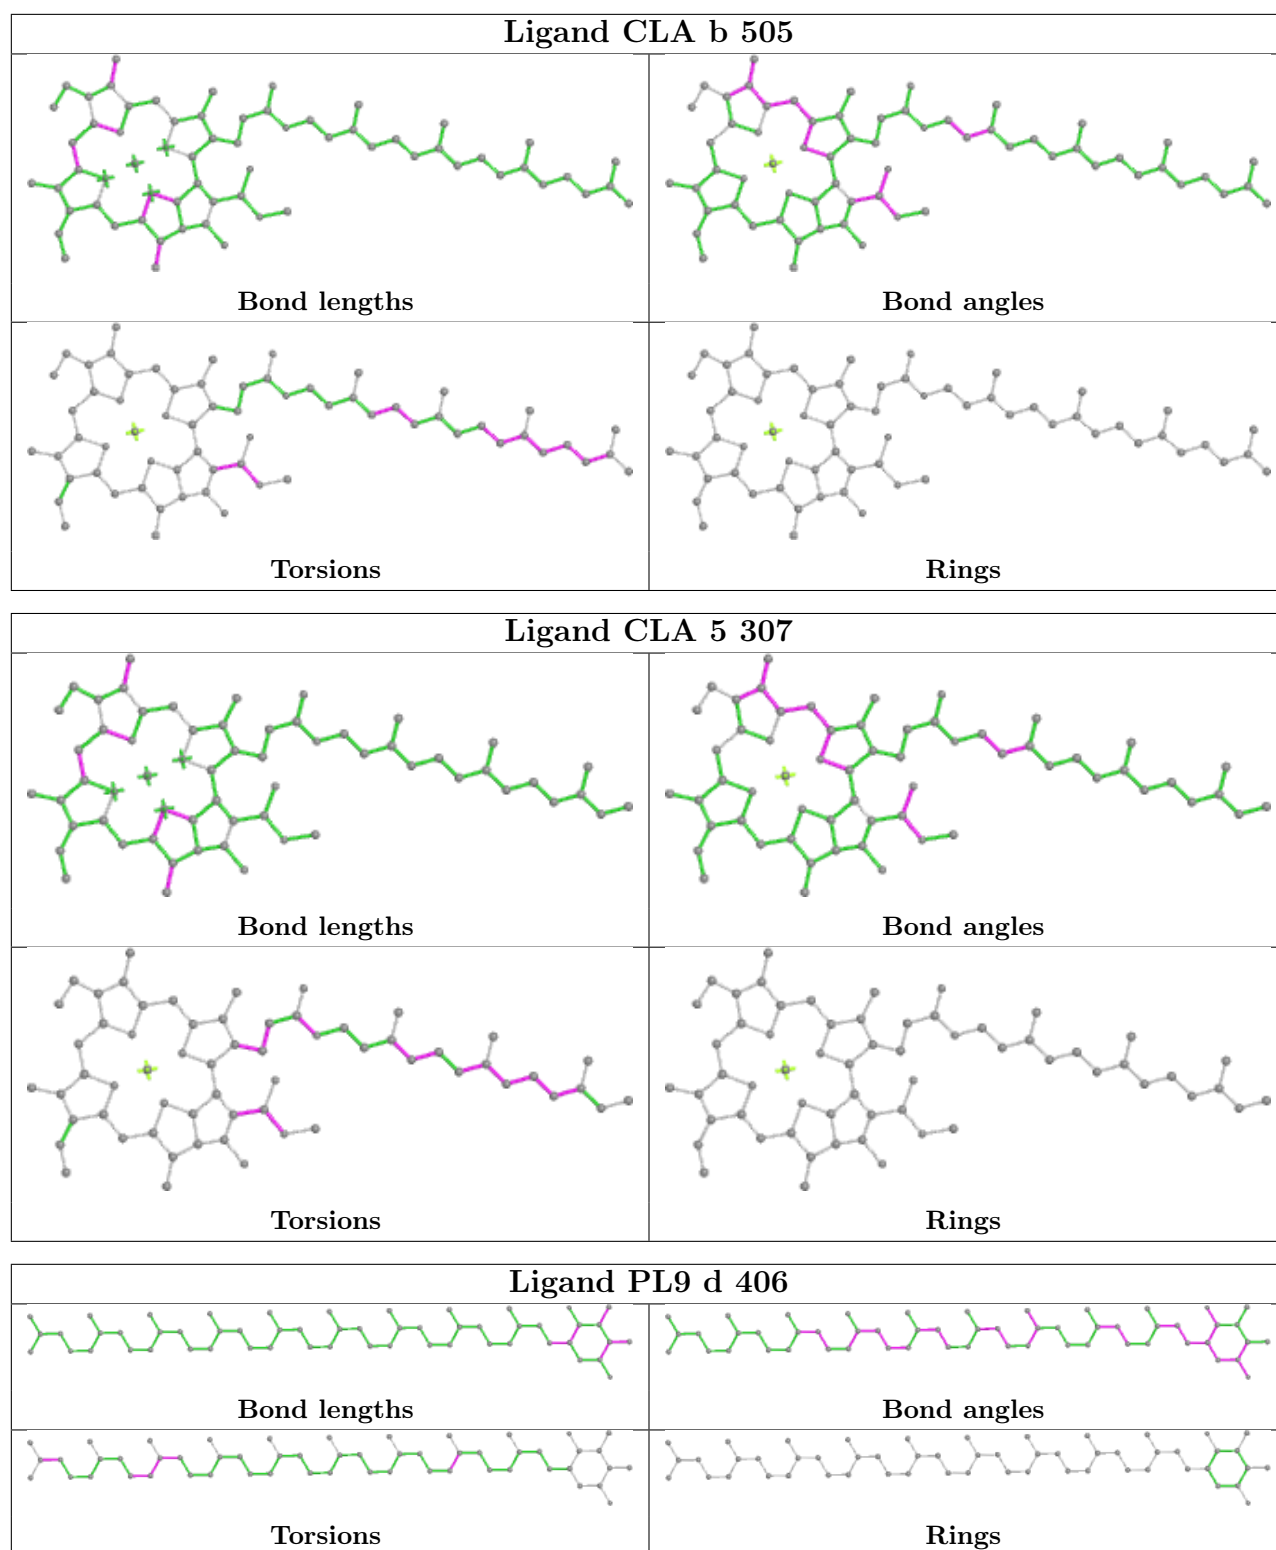 Ligand CLA b 505
Bond lengths
Bond angles
Torsions
Rings
Ligand CLA 5 307
Bond lengths
Bond angles
Torsions
Rings
Ligand PL9 d 406
Bond lengths
Bond angles
Torsions
Rings